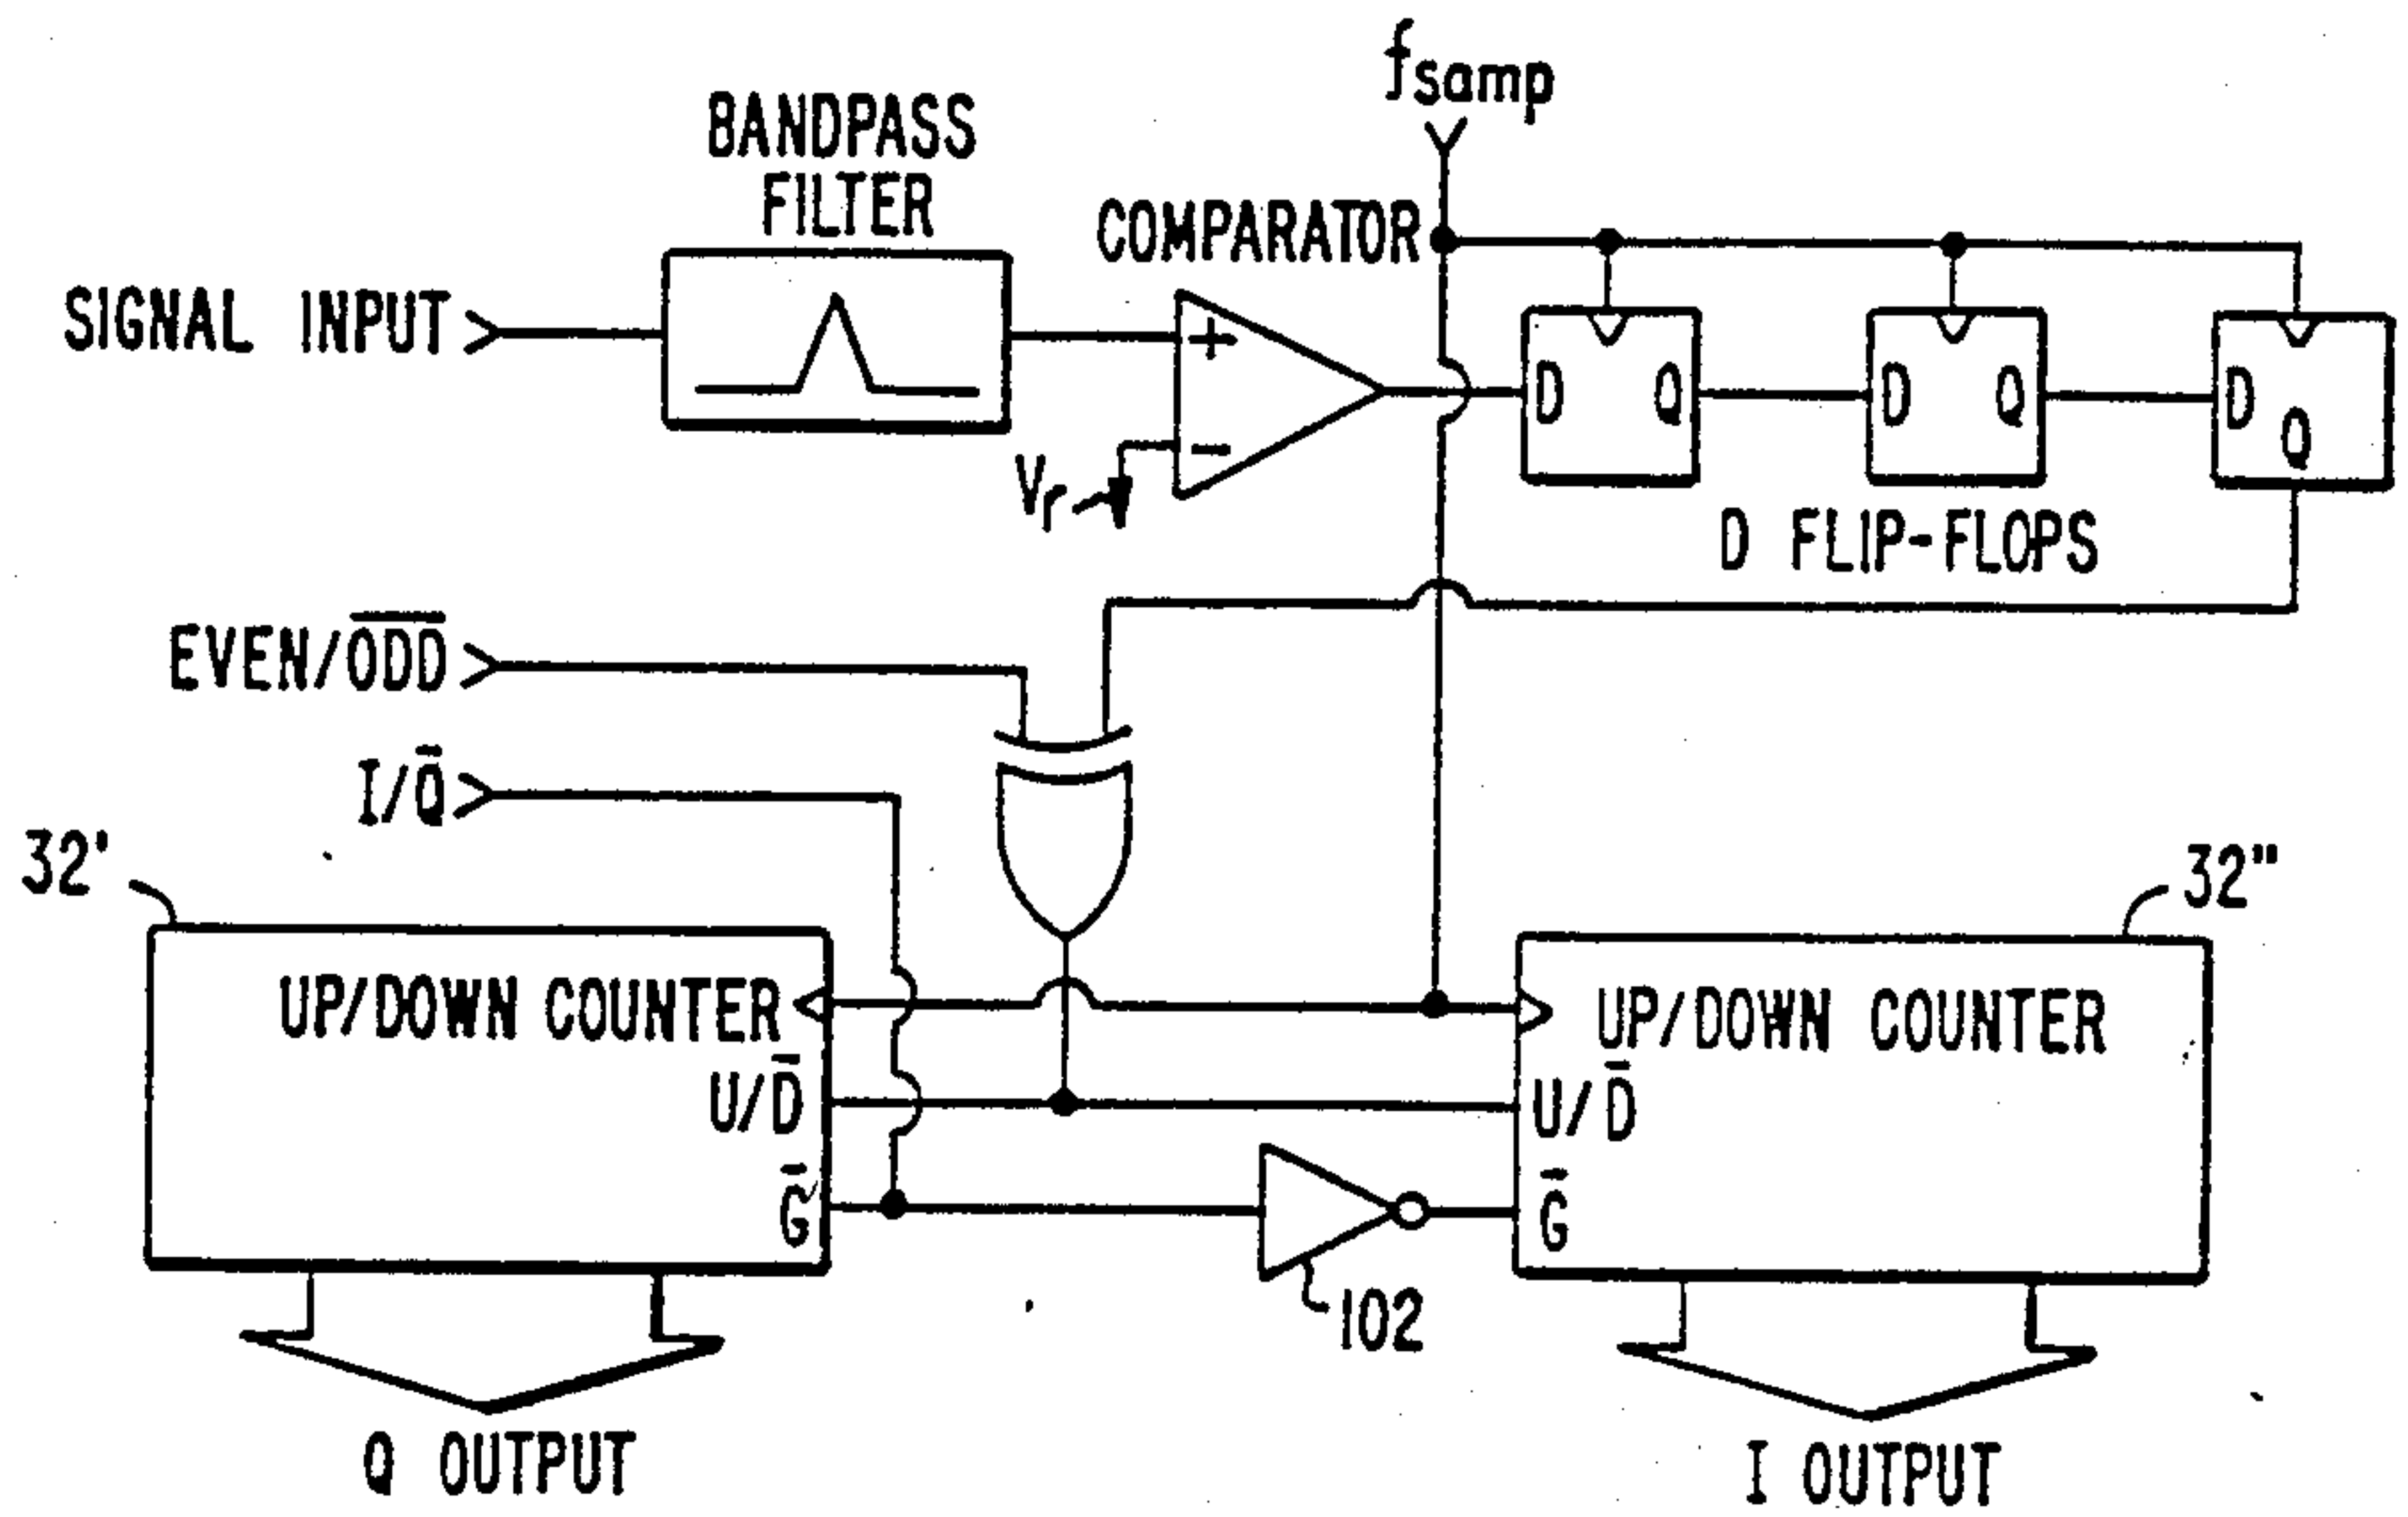 fsamp
BANDPASS
FILTER
COMPARATOR
SIGNAL INPUT
+
−
Vr
D Q
D Q
D Q
D FLIP-FLOPS
EVEN/O̅D̅D̅
I/Q̅
32'
32"
UP/DOWN COUNTER
U/D̅
G̅
UP/DOWN COUNTER
U/D̅
G̅
102
Q OUTPUT
I OUTPUT